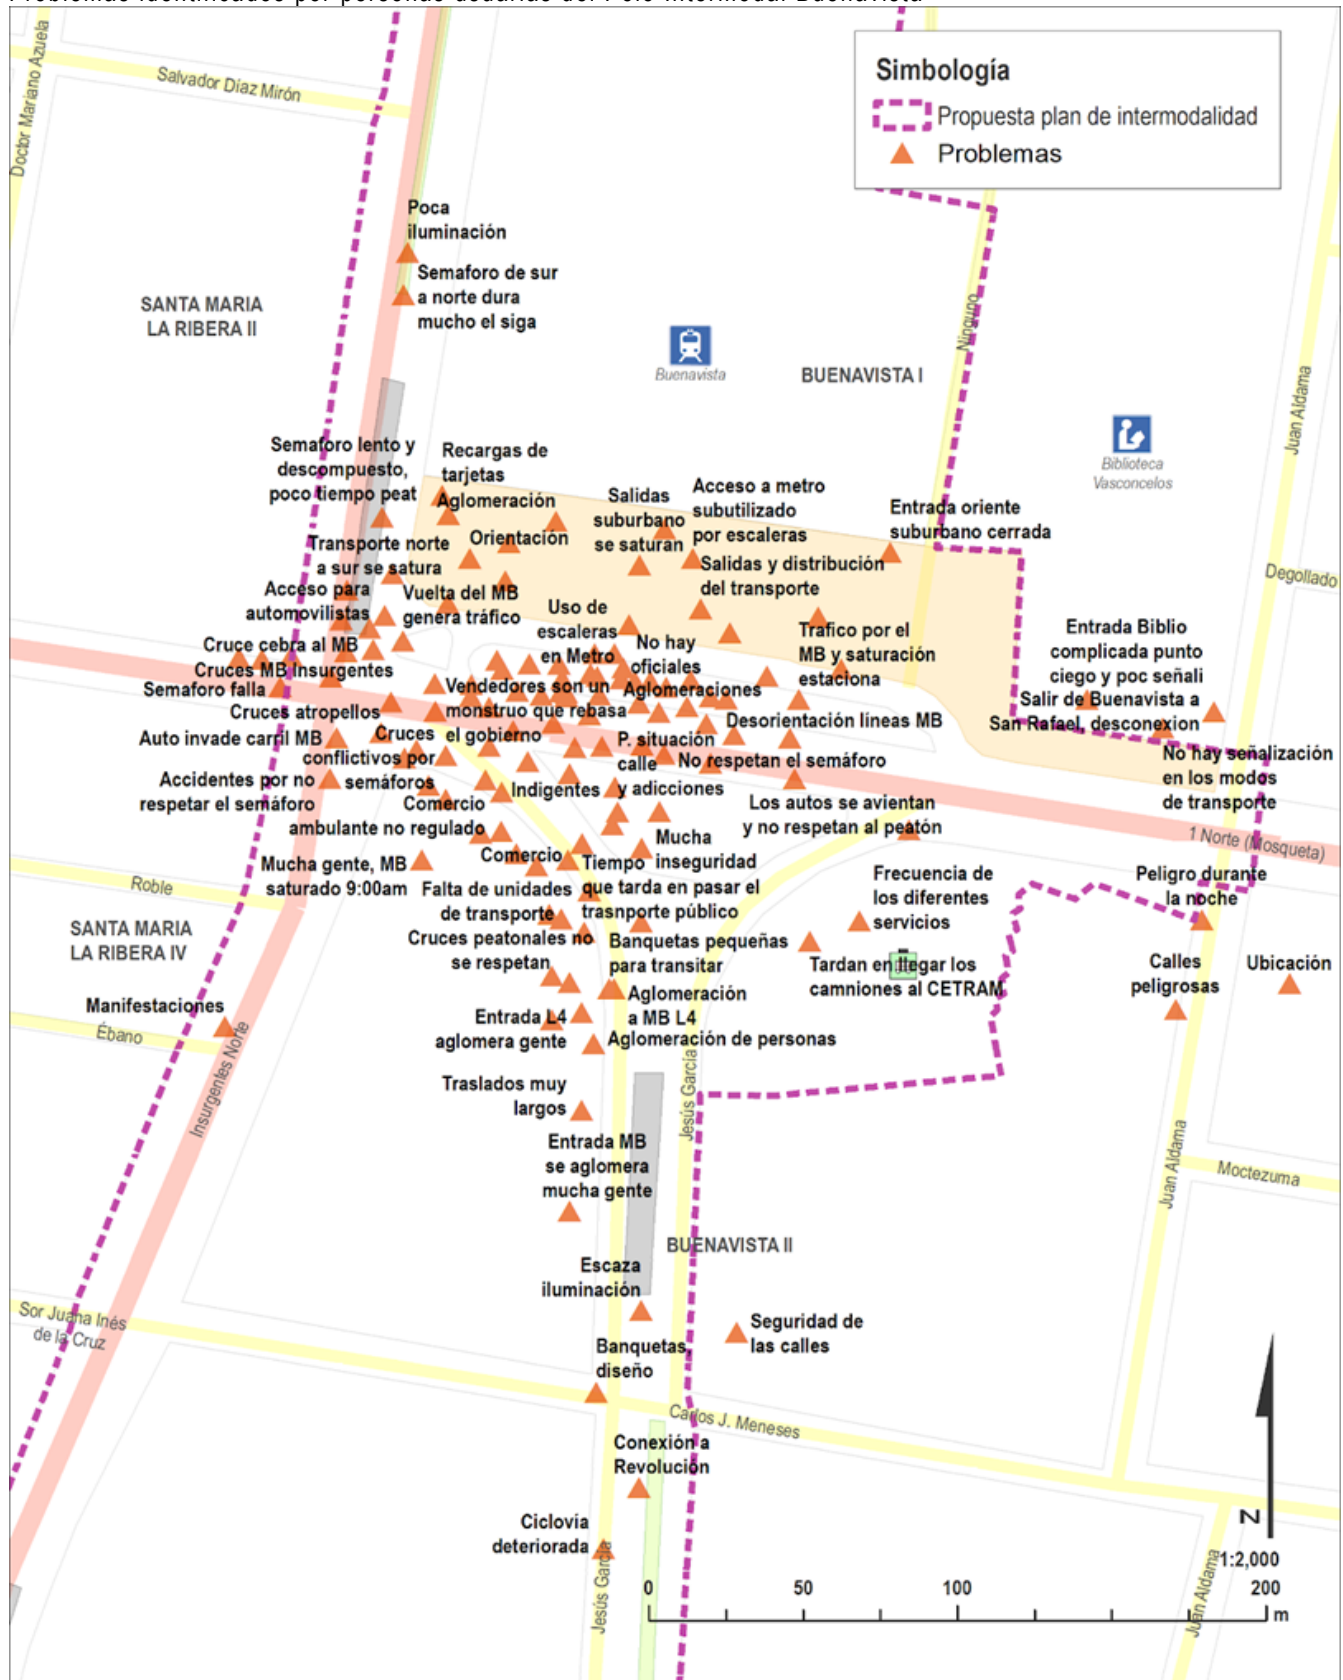 Problemas identificados por personas usuarias del Polo Intermodal Buenavista
Simbología
Propuesta plan de intermodalidad
Problemas
Doctor Mariano Azuela
Salvador Díaz Mirón
Poca
iluminación
Semaforo de sur
a norte dura
mucho el siga
SANTA MARIA
LA RIBERA II
Buenavista
BUENAVISTA I
Ninguno
Juan Aldama
Biblioteca
Vasconcelos
Semaforo lento y
descompuesto,
poco tiempo peat
Recargas de
tarjetas
Aglomeración
Orientación
Salidas
suburbano
se saturan
Acceso a metro
subutilizado
por escaleras
Entrada oriente
suburbano cerrada
Transporte norte
a sur se satura
Salidas y distribución
del transporte
Degollado
Acceso para
automovilistas
Vuelta del MB
genera tráfico
Uso de
escaleras
en Metro
No hay
oficiales
Trafico por el
MB y saturación
estaciona
Entrada Biblio
complicada punto
ciego y poc señali
Cruce cebra al MB
Cruces MB Insurgentes
Semaforo falla
Vendedores son un
monstruo que rebasa
el gobierno
Aglomeraciones
Salir de Buenavista a
San Rafael, desconexion
Cruces atropellos
Desorientación lineas MB
Auto invade carril MB
Cruces
conflictivos por
semáforos
P. situación
calle
y adicciones
No respetan el semáforo
No hay señalización
en los modos
de transporte
Accidentes por no
respetar el semáforo
Indigentes
Comercio
ambulante no regulado
Los autos se avientan
y no respetan al peatón
1 Norte (Mosqueta)
Mucha gente, MB
saturado 9:00am
Comercio
Mucha
inseguridad
Tiempo
que tarda en pasar el
trasnporte público
Frecuencia de
los diferentes
servicios
Peligro durante
la noche
Roble
Falta de unidades
de transporte
SANTA MARIA
LA RIBERA IV
Cruces peatonales no
se respetan
Banquetas pequeñas
para transitar
Tardan en llegar los
camniones al CETRAM
Calles
peligrosas
Ubicación
Manifestaciones
Ébano
Aglomeración
a MB L4
Entrada L4
aglomera gente
Aglomeración de personas
Insurgentes Norte
Jesús García
Traslados muy
largos
Juan Aldama
Moctezuma
Entrada MB
se aglomera
mucha gente
BUENAVISTA II
Escaza
iluminación
Sor Juana Inés
de la Cruz
Seguridad de
las calles
Banquetas,
diseño
Carlos J. Meneses
Conexión a
Revolución
Ciclovía
deteriorada
Jesús García
Juan Aldama
N
1:2,000
0 50 100 200
m